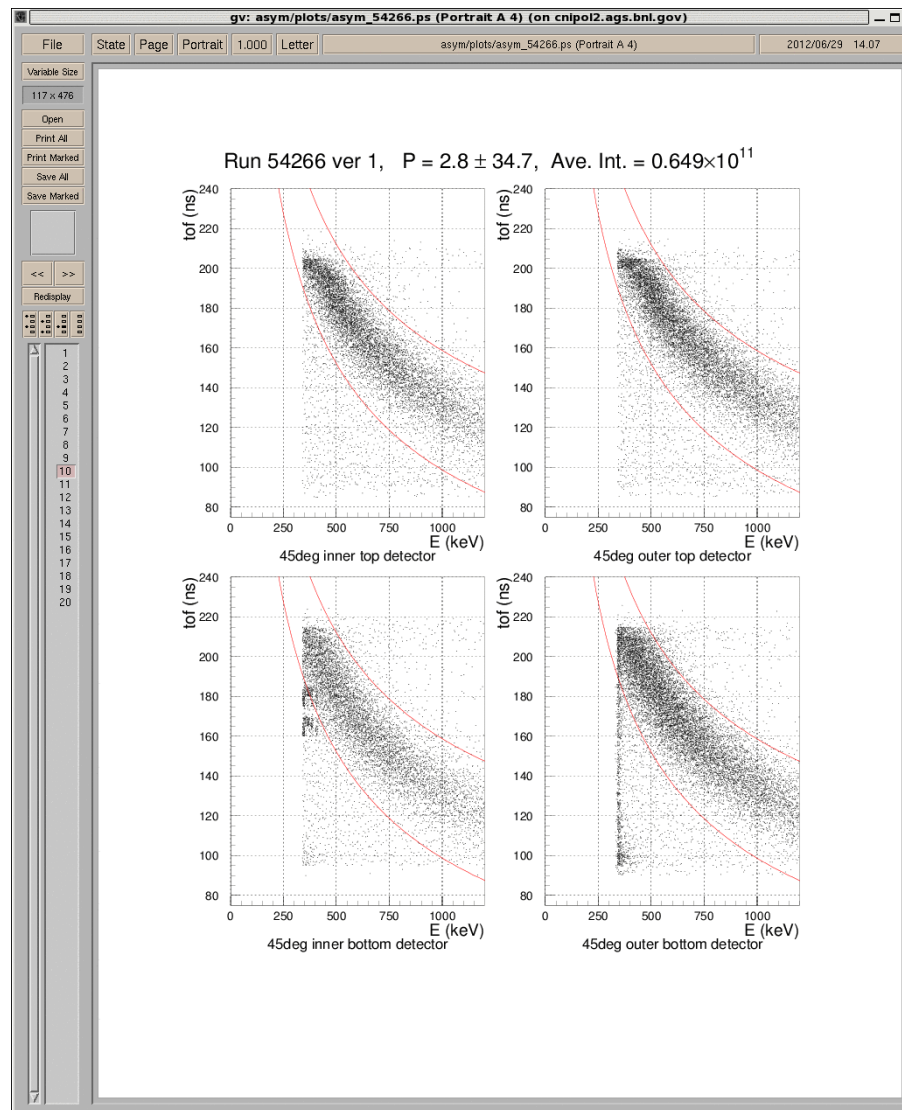 gv: asym/plots/asym_54266.ps (Portrait A 4) (on cnipol2.ags.bnl.gov)
File State Page Portrait 1.000 Letter asym/plots/asym_54266.ps (Portrait A 4) 2012/06/29 14.07
Variable Size
117 x 476
Open
Print All
Print Marked
Save All
Save Marked
<< >>
Redisplay
1
2
3
4
5
6
7
8
9
10
11
12
13
14
15
16
17
18
19
20
Run 54266 ver 1, P = 2.8 ± 34.7, Ave. Int. = 0.649×10^11
tof (ns)
240
220
200
180
160
140
120
100
80
0 250 500 750 1000
E (keV)
45deg inner top detector
tof (ns)
240
220
200
180
160
140
120
100
80
0 250 500 750 1000
E (keV)
45deg outer top detector
tof (ns)
240
220
200
180
160
140
120
100
80
0 250 500 750 1000
E (keV)
45deg inner bottom detector
tof (ns)
240
220
200
180
160
140
120
100
80
0 250 500 750 1000
E (keV)
45deg outer bottom detector